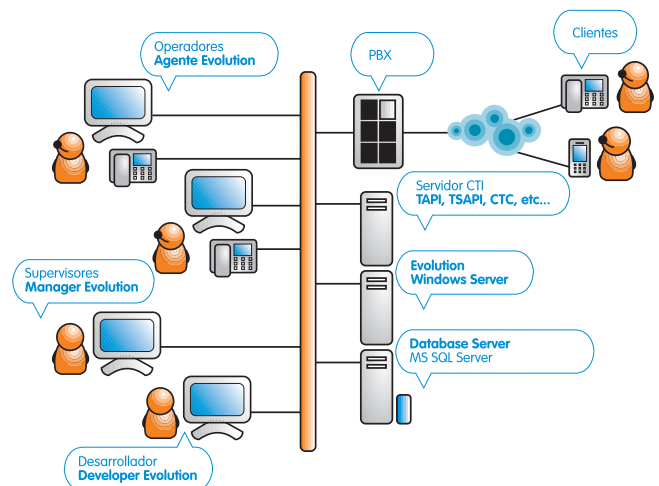 Operadores
Agente Evolution
PBX
Clientes
Servidor CTI
TAPI, TSAPI, CTC, etc...
Evolution
Windows Server
Supervisores
Manager Evolution
Database Server
MS SQL Server
Desarrollador
Developer Evolution